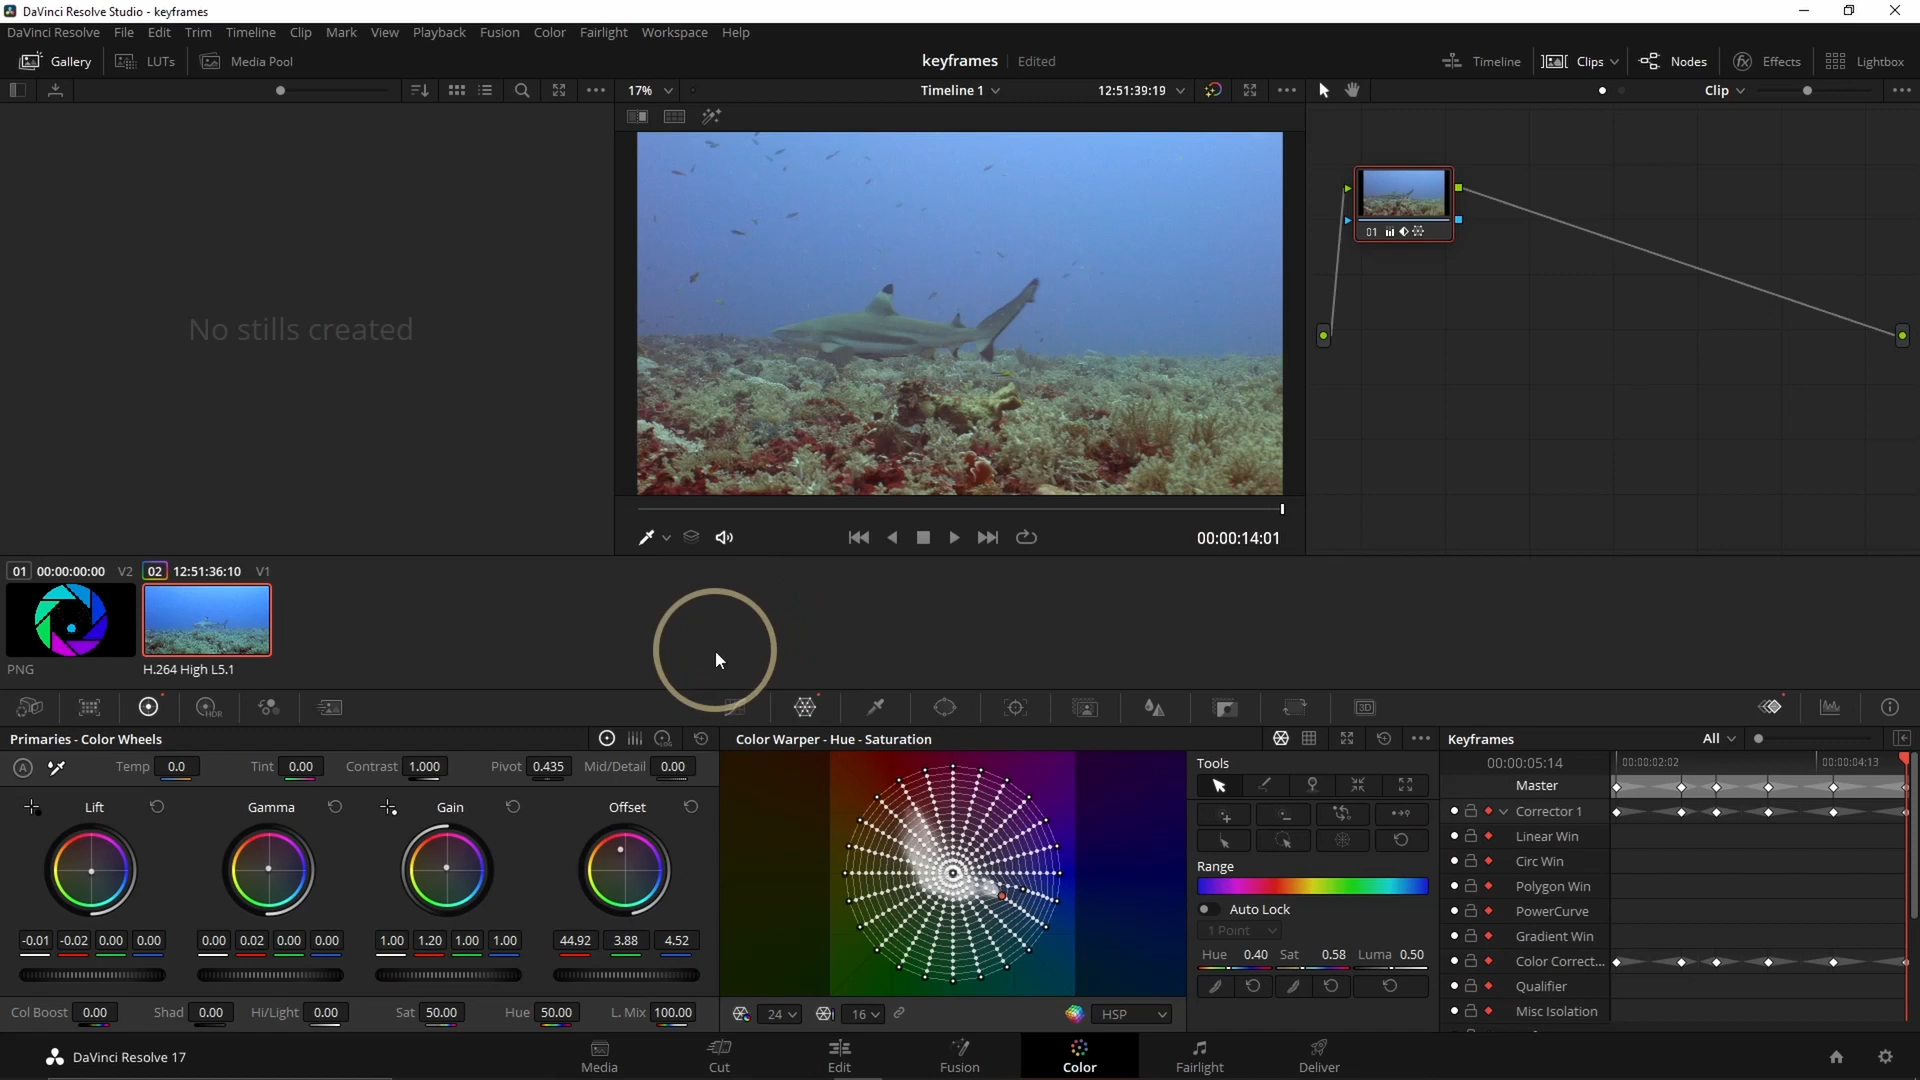 DaVinci Resolve Studio - keyframes
DaVinci Resolve File Edit Trim Timeline Clip Mark View Playback Fusion Color Fairlight Workspace Help
Gallery LUTs Media Pool keyframes Edited Timeline Clips Nodes Effects Lightbox
17% Timeline 1 12:51:39:19 Clip
No stills created
01
00:00:14:01
01 00:00:00:00 V2 02 12:51:36:10 V1
PNG H.264 High L5.1
HDR 3D
Primaries - Color Wheels
A Temp 0.0 Tint 0.00 Contrast 1.000 Pivot 0.435 Mid/Detail 0.00
Lift Gamma Gain Offset
-0.01 -0.02 0.00 0.00 0.00 0.02 0.00 0.00 1.00 1.20 1.00 1.00 44.92 3.88 4.52
Col Boost 0.00 Shad 0.00 Hi/Light 0.00 Sat 50.00 Hue 50.00 L. Mix 100.00
Color Warper - Hue - Saturation
24 16 HSP
Tools
Range
Auto Lock
1 Point
Hue 0.40 Sat 0.58 Luma 0.50
Keyframes All
00:00:05:14 00:00:02:02 00:00:04:13
Master
Corrector 1
Linear Win
Circ Win
Polygon Win
PowerCurve
Gradient Win
Color Correct...
Qualifier
Misc Isolation
DaVinci Resolve 17
Media Cut Edit Fusion Color Fairlight Deliver